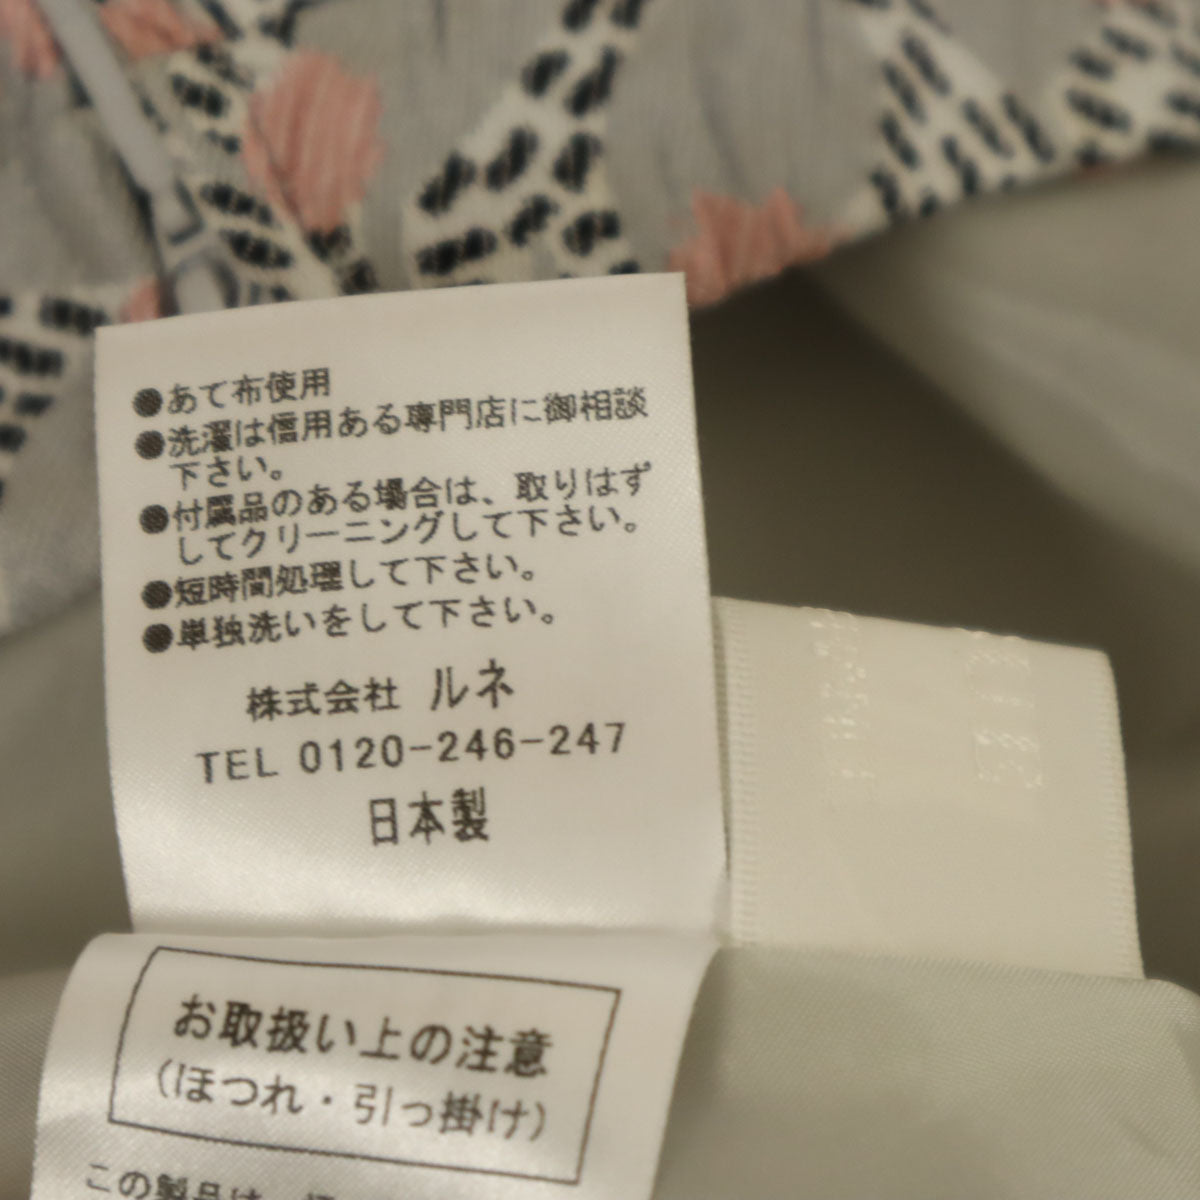 ●あて布使用
●洗濯は信用ある専門店に御相談
下さい。
●付属品のある場合は、取りはず
してクリーニングして下さい。
●短時間処理して下さい。
●単独洗いをして下さい。
株式会社 ルネ
TEL 0120-246-247
日本製
お取扱い上の注意
(ほつれ・引っ掛け)
この製品は